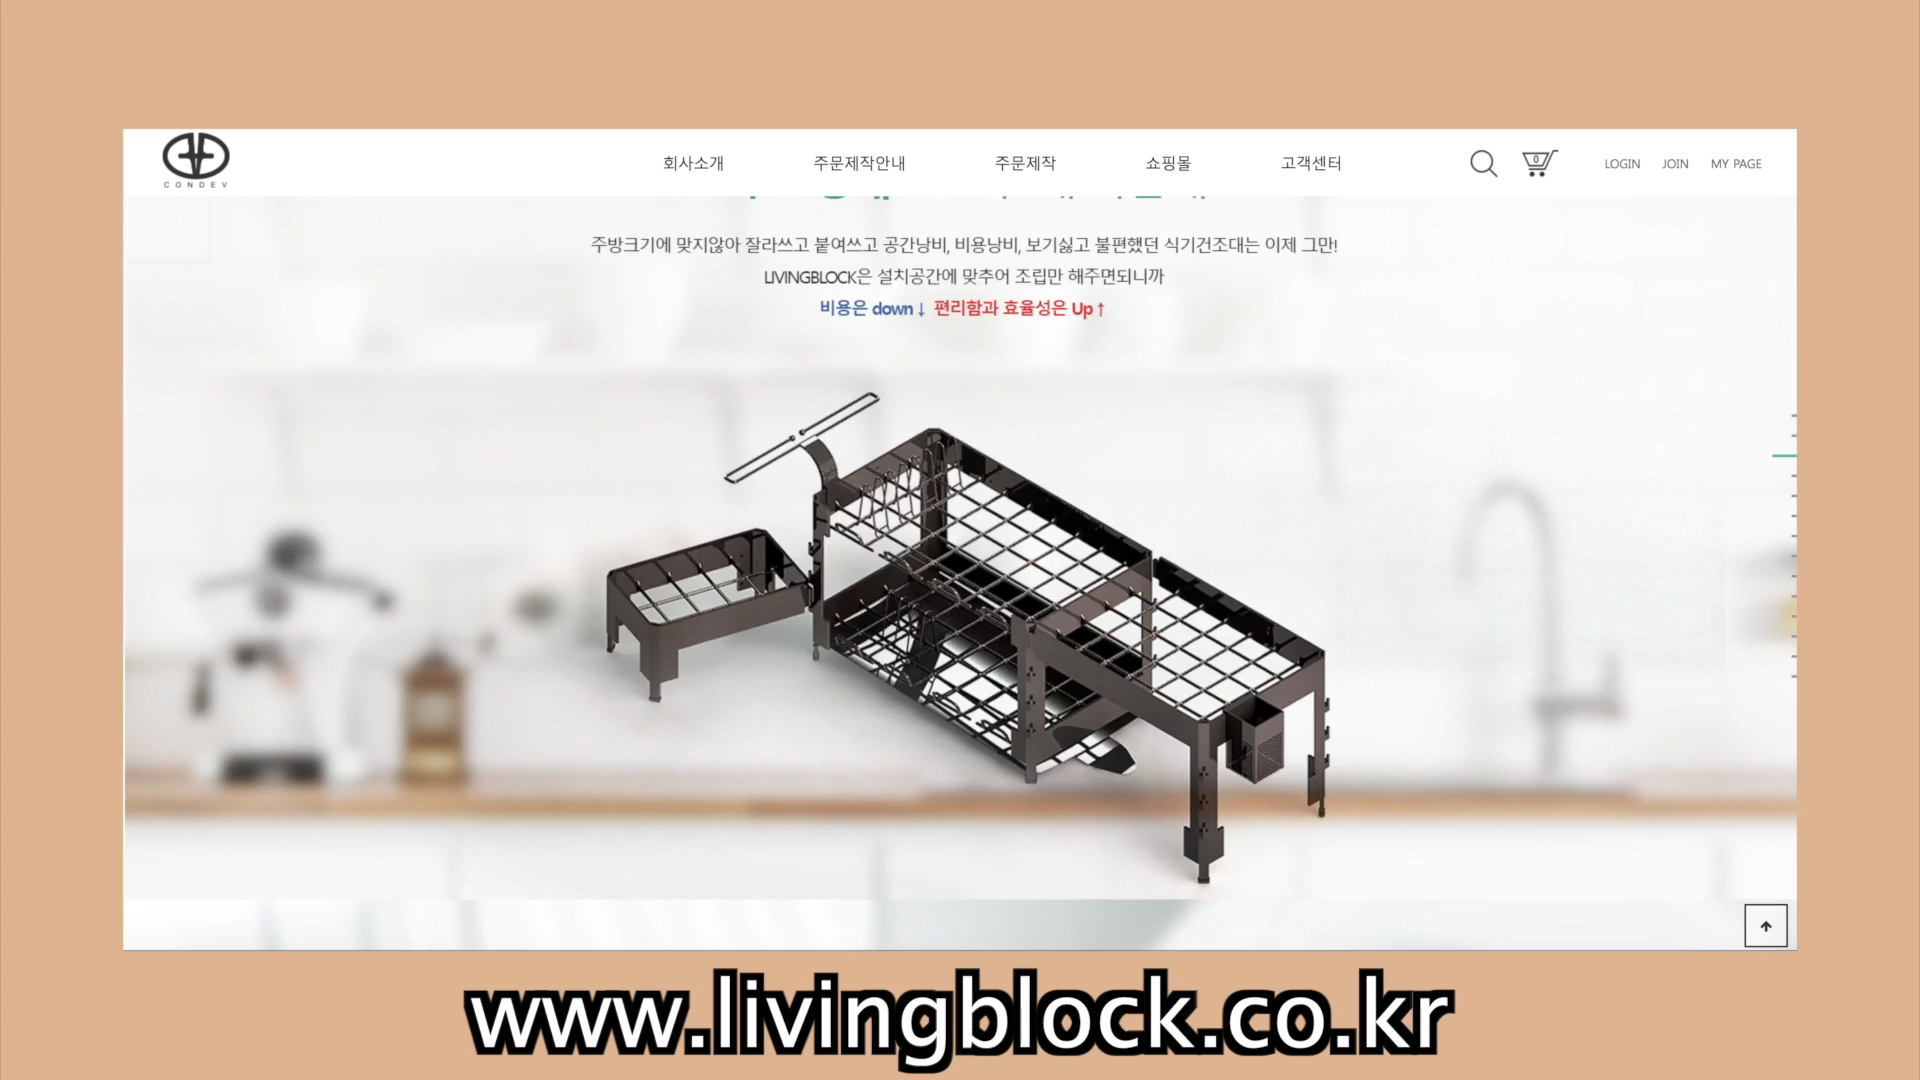 CONDEV
회사소개
주문제작안내
주문제작
쇼핑몰
고객센터
0
LOGIN
JOIN
MY PAGE
주방크기에 맞지않아 잘라쓰고 붙여쓰고 공간낭비, 비용낭비, 보기싫고 불편했던 식기건조대는 이제 그만!
LIVINGBLOCK은 설치공간에 맞추어 조립만 해주면되니까
비용은 down↓ 편리함과 효율성은 Up↑
www.livingblock.co.kr